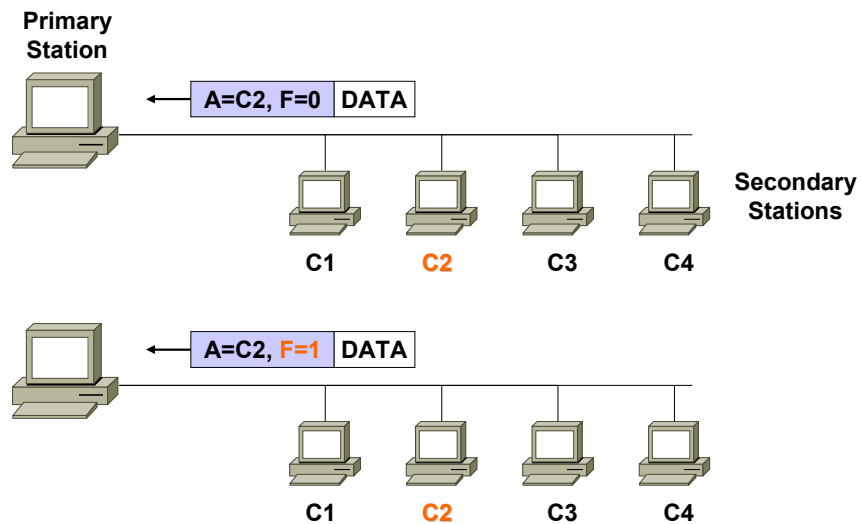 Primary
Station
A=C2, F=0 DATA
Secondary
Stations
C1 C2 C3 C4
A=C2, F=1 DATA
C1 C2 C3 C4